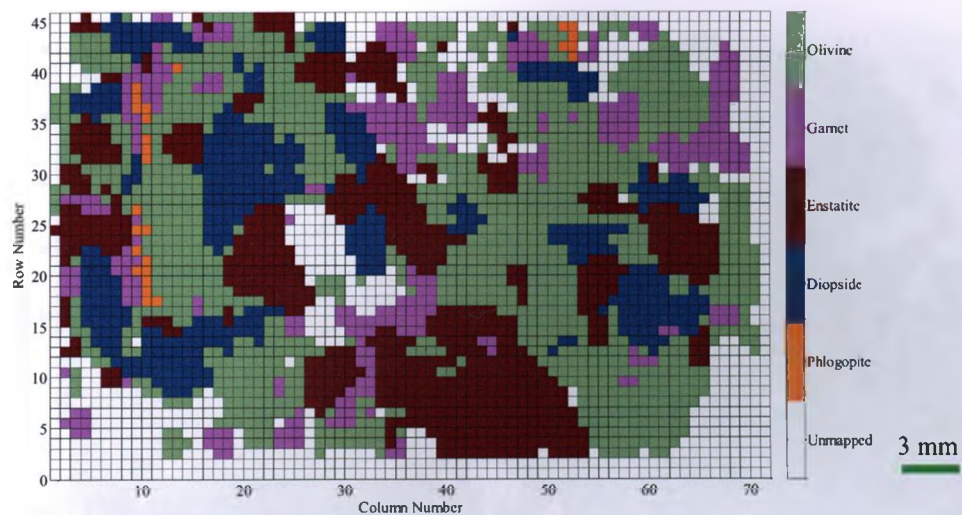 45
40
35
30
25
20
15
10
5
0
Row Number
10
20
30
40
50
60
70
Column Number
Olivine
Garnet
Enstatite
Diopside
Phlogopite
Unmapped
3 mm